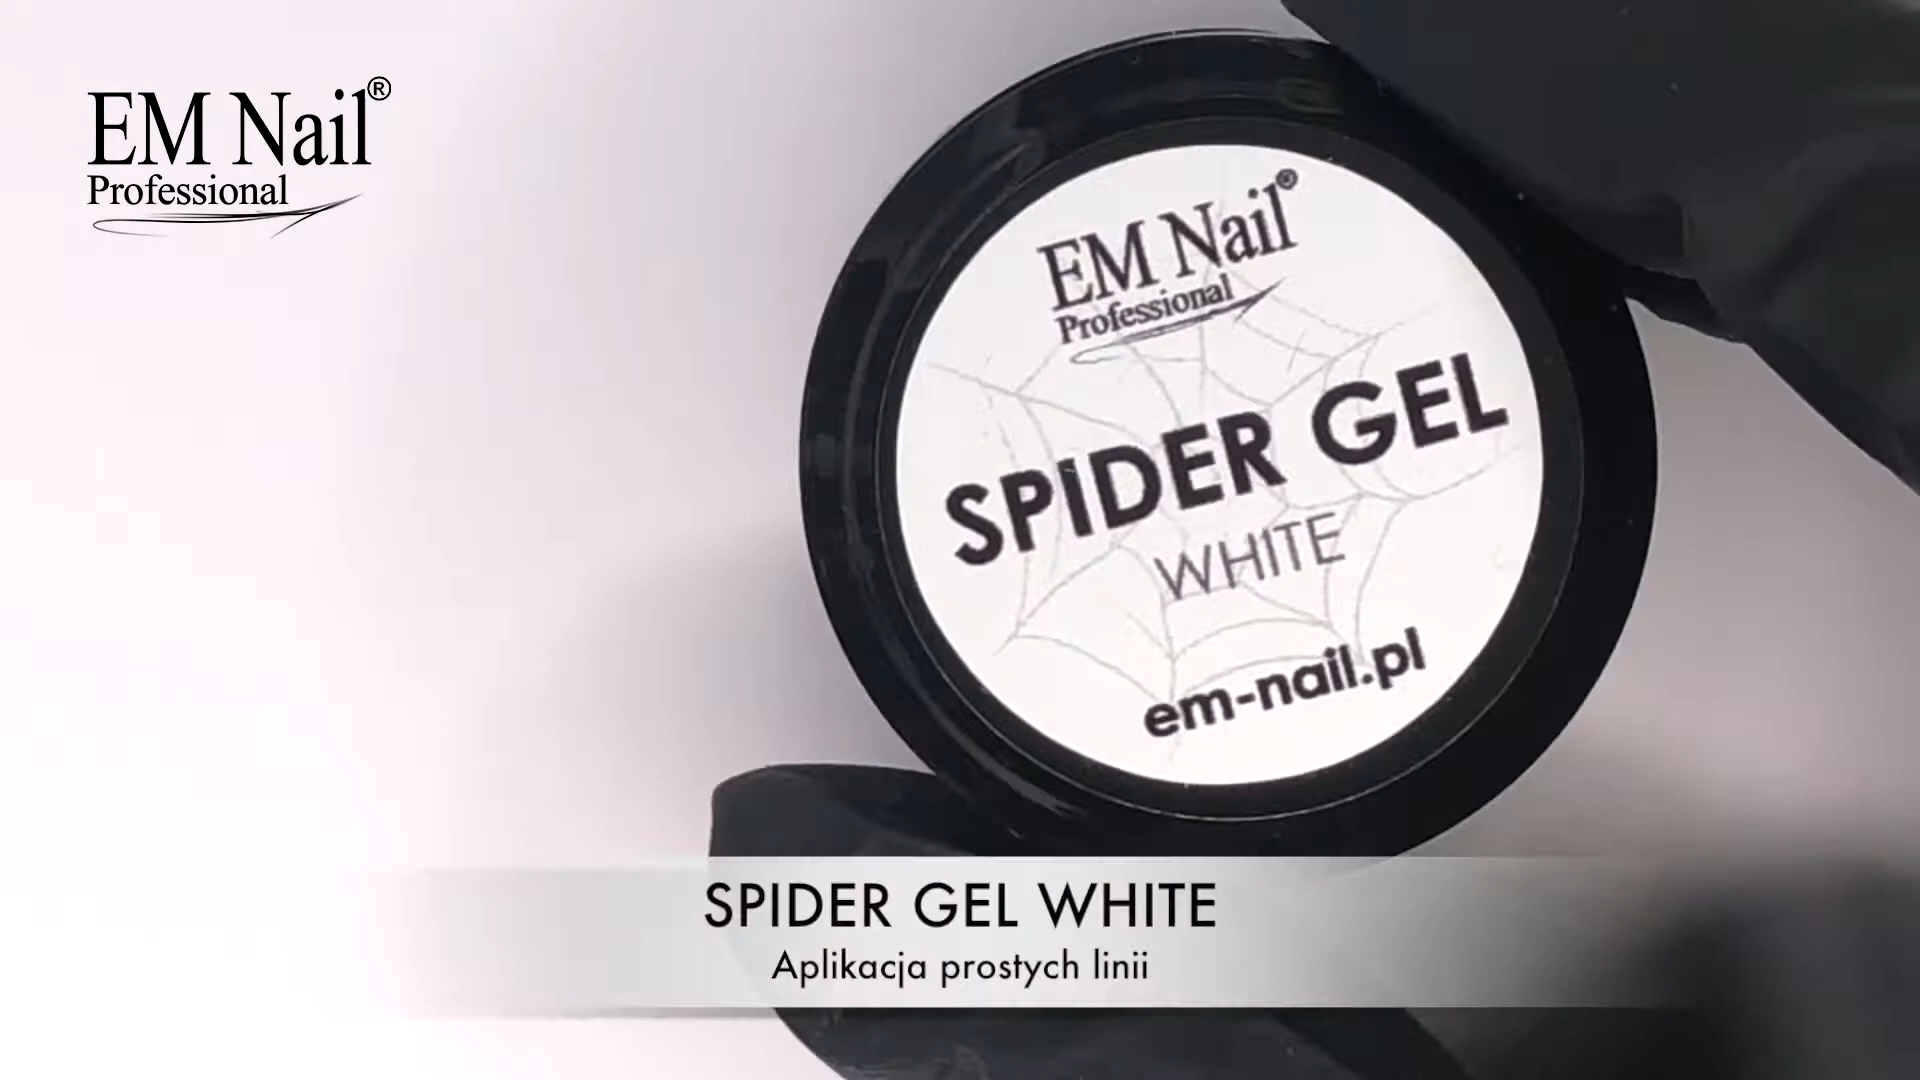 EM Nail®
Professional
EM Nail®
Professional
SPIDER GEL
WHITE
em-nail.pl
SPIDER GEL WHITE
Aplikacja prostych linii